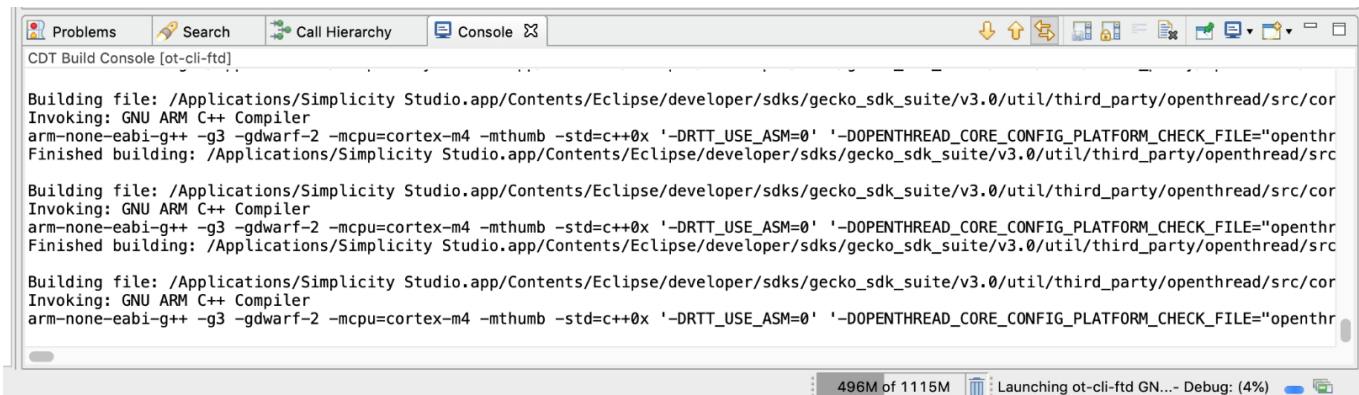 Problems Search Call Hierarchy Console
CDT Build Console [ot-cli-ftd]
Building file: /Applications/Simplicity Studio.app/Contents/Eclipse/developer/sdks/gecko_sdk_suite/v3.0/util/third_party/openthread/src/cor
Invoking: GNU ARM C++ Compiler
arm-none-eabi-g++ -g3 -gdwarf-2 -mcpu=cortex-m4 -mthumb -std=c++0x '-DRTT_USE_ASM=0' '-DOPENTHREAD_CORE_CONFIG_PLATFORM_CHECK_FILE="openthr
Finished building: /Applications/Simplicity Studio.app/Contents/Eclipse/developer/sdks/gecko_sdk_suite/v3.0/util/third_party/openthread/src
Building file: /Applications/Simplicity Studio.app/Contents/Eclipse/developer/sdks/gecko_sdk_suite/v3.0/util/third_party/openthread/src/cor
Invoking: GNU ARM C++ Compiler
arm-none-eabi-g++ -g3 -gdwarf-2 -mcpu=cortex-m4 -mthumb -std=c++0x '-DRTT_USE_ASM=0' '-DOPENTHREAD_CORE_CONFIG_PLATFORM_CHECK_FILE="openthr
Finished building: /Applications/Simplicity Studio.app/Contents/Eclipse/developer/sdks/gecko_sdk_suite/v3.0/util/third_party/openthread/src
Building file: /Applications/Simplicity Studio.app/Contents/Eclipse/developer/sdks/gecko_sdk_suite/v3.0/util/third_party/openthread/src/cor
Invoking: GNU ARM C++ Compiler
arm-none-eabi-g++ -g3 -gdwarf-2 -mcpu=cortex-m4 -mthumb -std=c++0x '-DRTT_USE_ASM=0' '-DOPENTHREAD_CORE_CONFIG_PLATFORM_CHECK_FILE="openthr
496M of 1115M Launching ot-cli-ftd GN...- Debug: (4%)